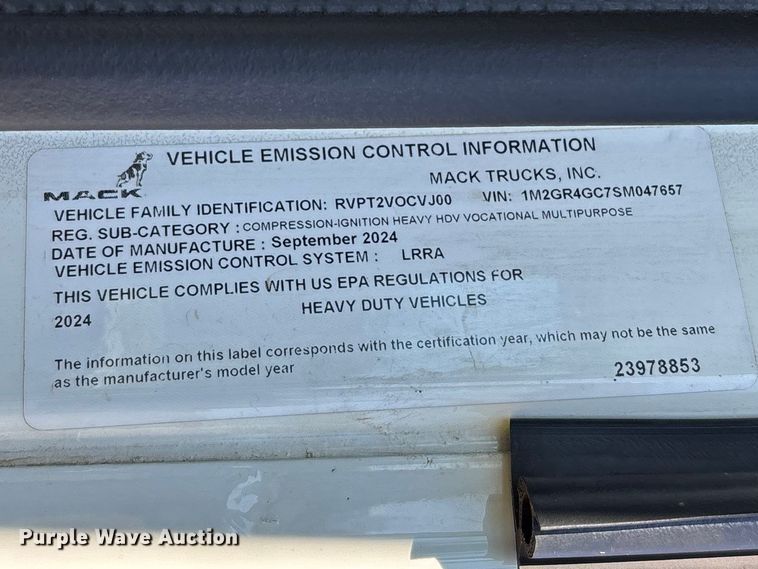 VEHICLE EMISSION CONTROL INFORMATION
MACK
MACK TRUCKS, INC.
VEHICLE FAMILY IDENTIFICATION: RVPT2VOCVJ00 VIN: 1M2GR4GC7SM047657
REG. SUB-CATEGORY : COMPRESSION-IGNITION HEAVY HDV VOCATIONAL MULTIPURPOSE
DATE OF MANUFACTURE : September 2024
VEHICLE EMISSION CONTROL SYSTEM : LRRA
THIS VEHICLE COMPLIES WITH US EPA REGULATIONS FOR
2024 HEAVY DUTY VEHICLES
The information on this label corresponds with the certification year, which may not be the same
as the manufacturer's model year
23978853
Purple Wave Auction